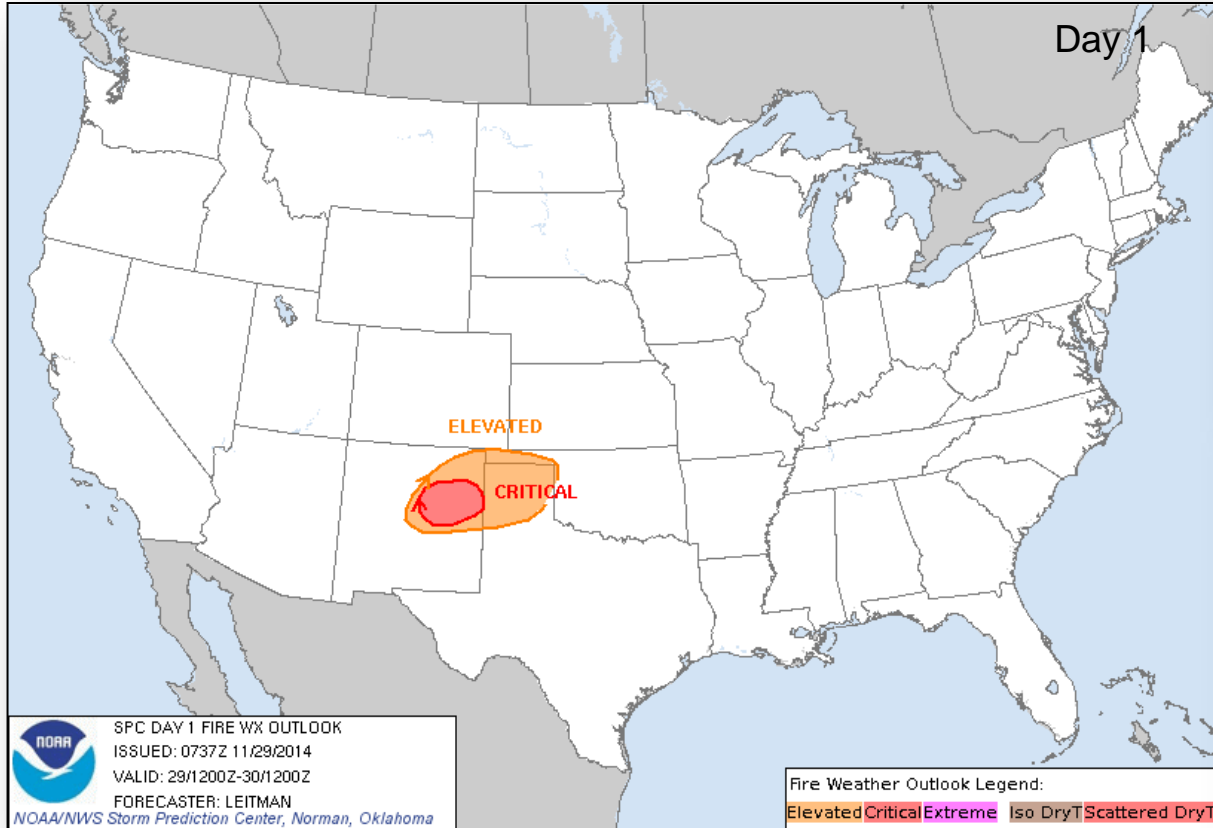 Day 1
ELEVATED
CRITICAL
NOAA
SPC DAY 1 FIRE WX OUTLOOK
ISSUED: 0737Z 11/29/2014
VALID: 29/1200Z-30/1200Z
FORECASTER: LEITMAN
NOAA/NWS Storm Prediction Center, Norman, Oklahoma
Fire Weather Outlook Legend:
Elevated Critical Extreme Iso DryT Scattered DryT